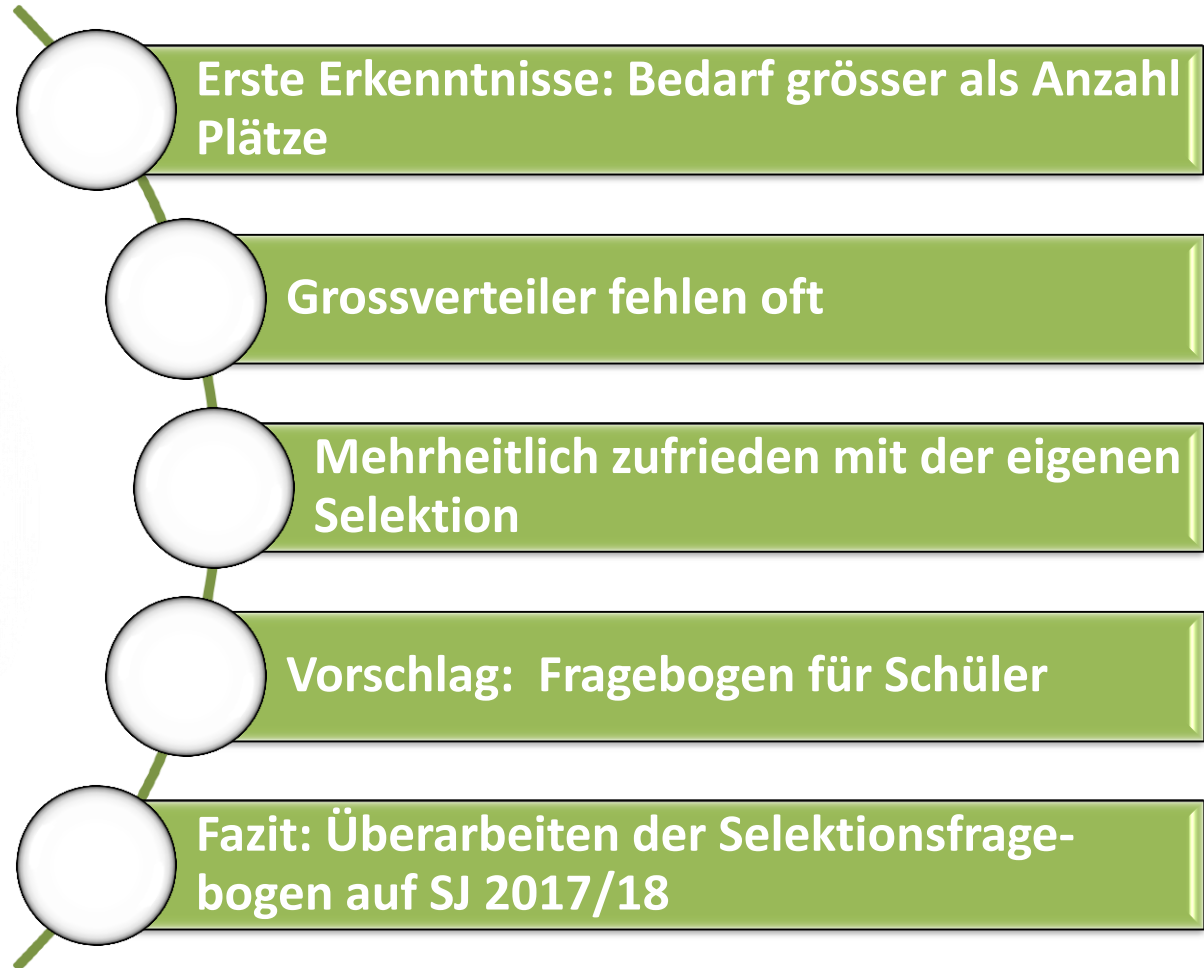 Erste Erkenntnisse: Bedarf grösser als Anzahl
Plätze
Grossverteiler fehlen oft
Mehrheitlich zufrieden mit der eigenen
Selektion
Vorschlag:  Fragebogen für Schüler
Fazit: Überarbeiten der Selektionsfrage-
bogen auf SJ 2017/18